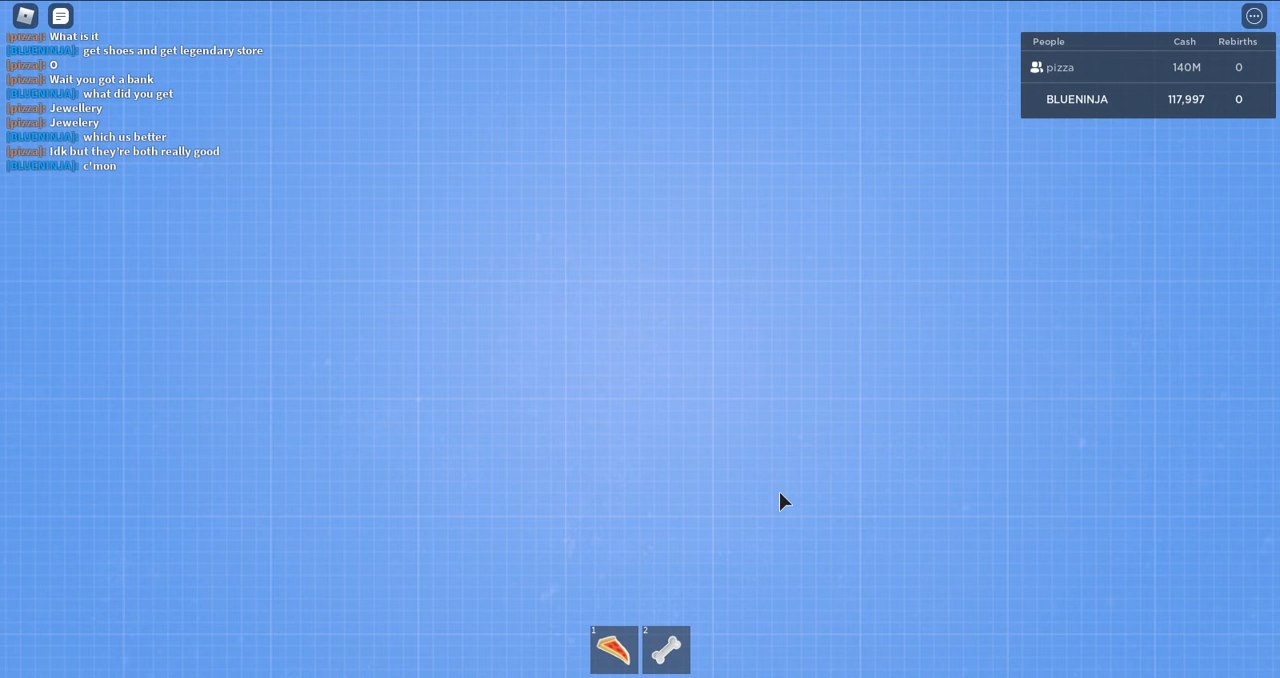 [pizza]: What is it
[BLUENINJA]: get shoes and get legendary store
[pizza]: O
[pizza]: Wait you got a bank
[BLUENINJA]: what did you get
[pizza]: Jewellery
[pizza]: Jewelery
[BLUENINJA]: which us better
[pizza]: Idk but they're both really good
[BLUENINJA]: c'mon
People Cash Rebirths
pizza 140M 0
BLUENINJA 117,997 0
1 2